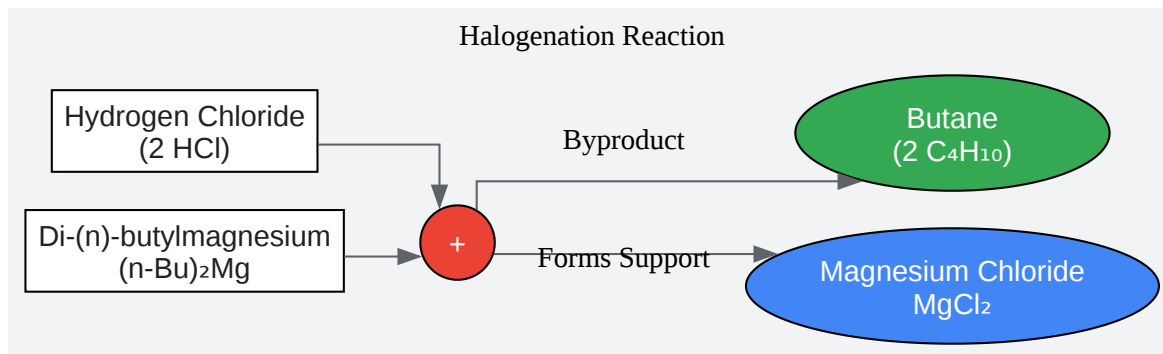 Halogenation Reaction
Hydrogen Chloride
(2 HCl)
Di-(n)-butylmagnesium
(n-Bu)₂Mg
+
Byproduct
Forms Support
Butane
(2 C₄H₁₀)
Magnesium Chloride
MgCl₂